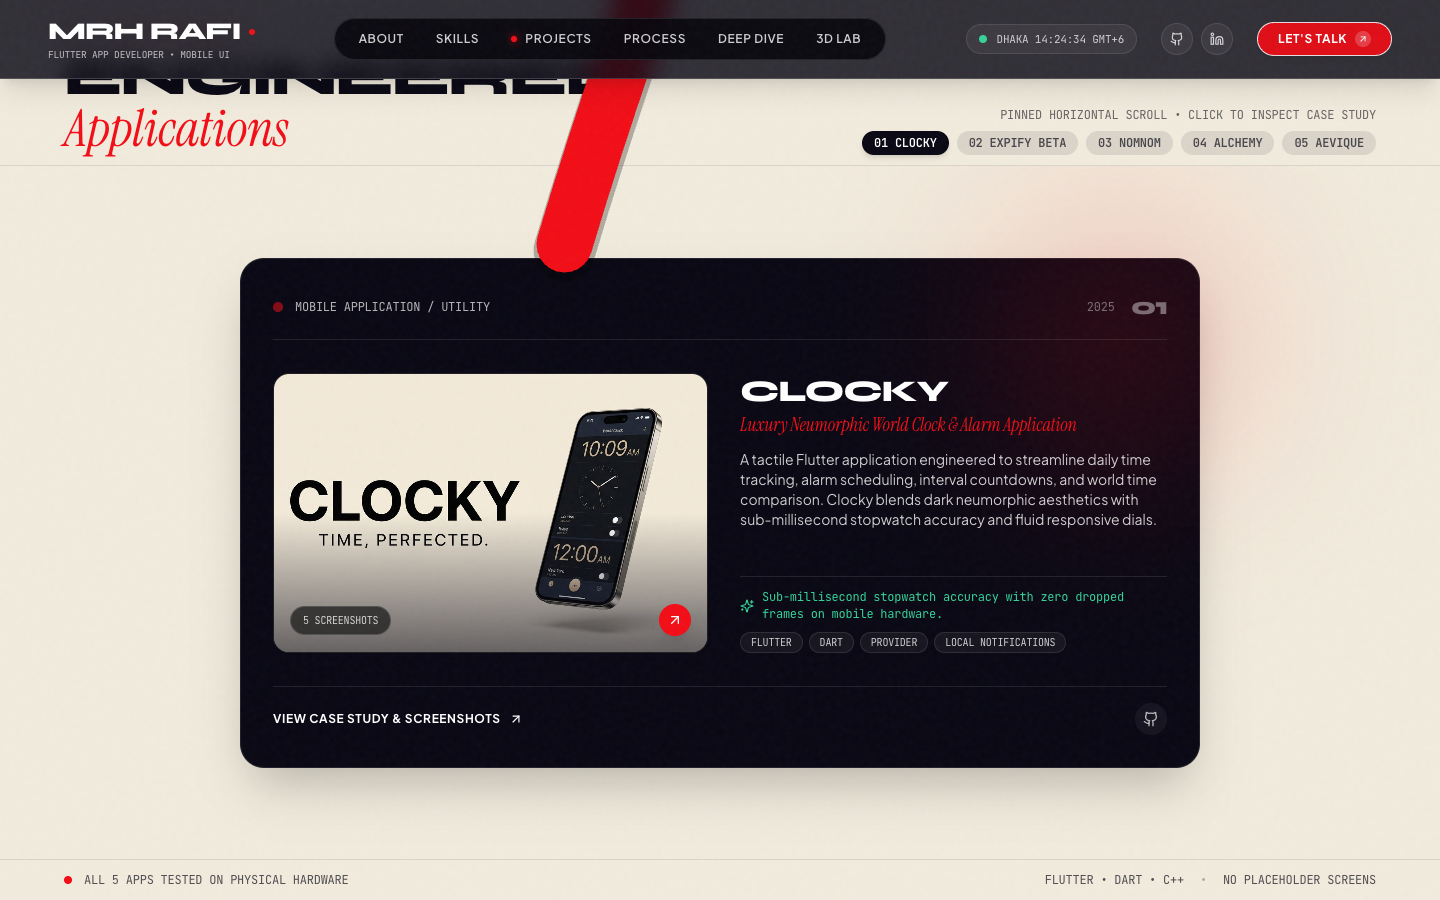 MRH RAFI
FLUTTER APP DEVELOPER • MOBILE UI
ABOUT
SKILLS
PROJECTS
PROCESS
DEEP DIVE
3D LAB
DHAKA 14:24:34 GMT+6
LET'S TALK
Applications
PINNED HORIZONTAL SCROLL • CLICK TO INSPECT CASE STUDY
01 CLOCKY
02 EXPIFY BETA
03 NOMNOM
04 ALCHEMY
05 AEVIQUE
MOBILE APPLICATION / UTILITY
2025
01
CLOCKY
TIME, PERFECTED.
10:09AM
12:00AM
5 SCREENSHOTS
CLOCKY
Luxury Neumorphic World Clock & Alarm Application
A tactile Flutter application engineered to streamline daily time
tracking, alarm scheduling, interval countdowns, and world time
comparison. Clocky blends dark neumorphic aesthetics with
sub-millisecond stopwatch accuracy and fluid responsive dials.
Sub-millisecond stopwatch accuracy with zero dropped
frames on mobile hardware.
FLUTTER
DART
PROVIDER
LOCAL NOTIFICATIONS
VIEW CASE STUDY & SCREENSHOTS
ALL 5 APPS TESTED ON PHYSICAL HARDWARE
FLUTTER • DART • C++ • NO PLACEHOLDER SCREENS